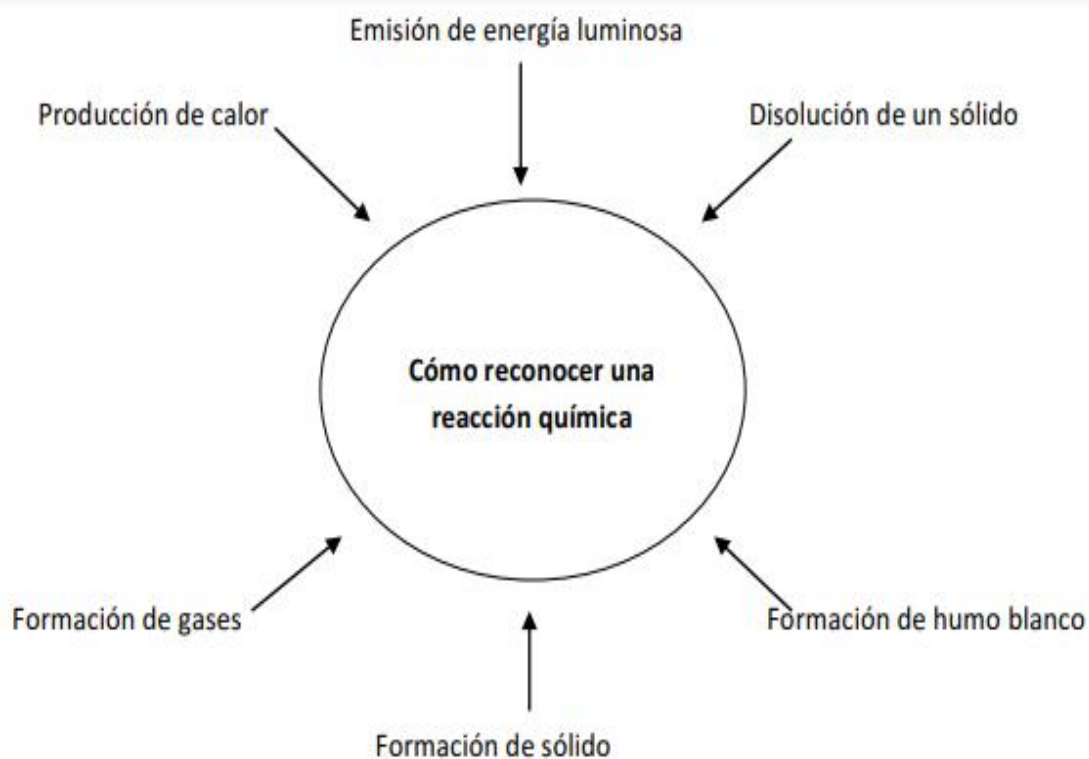 Emisión de energía luminosa
Producción de calor
Disolución de un sólido
Cómo reconocer una
reacción química
Formación de gases
Formación de humo blanco
Formación de sólido